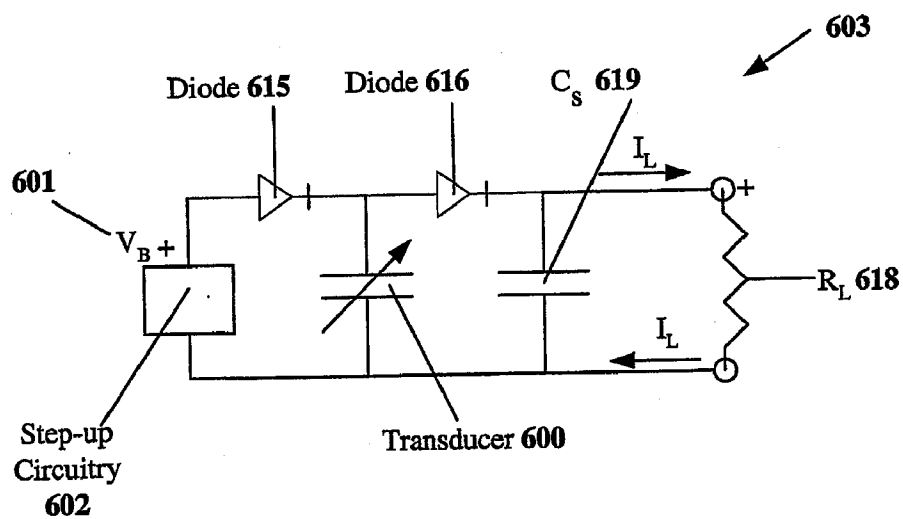 603
Diode 615
Diode 616
C_S 619
I_L
601
V_B +
+
R_L 618
I_L
Step-up
Circuitry
602
Transducer 600